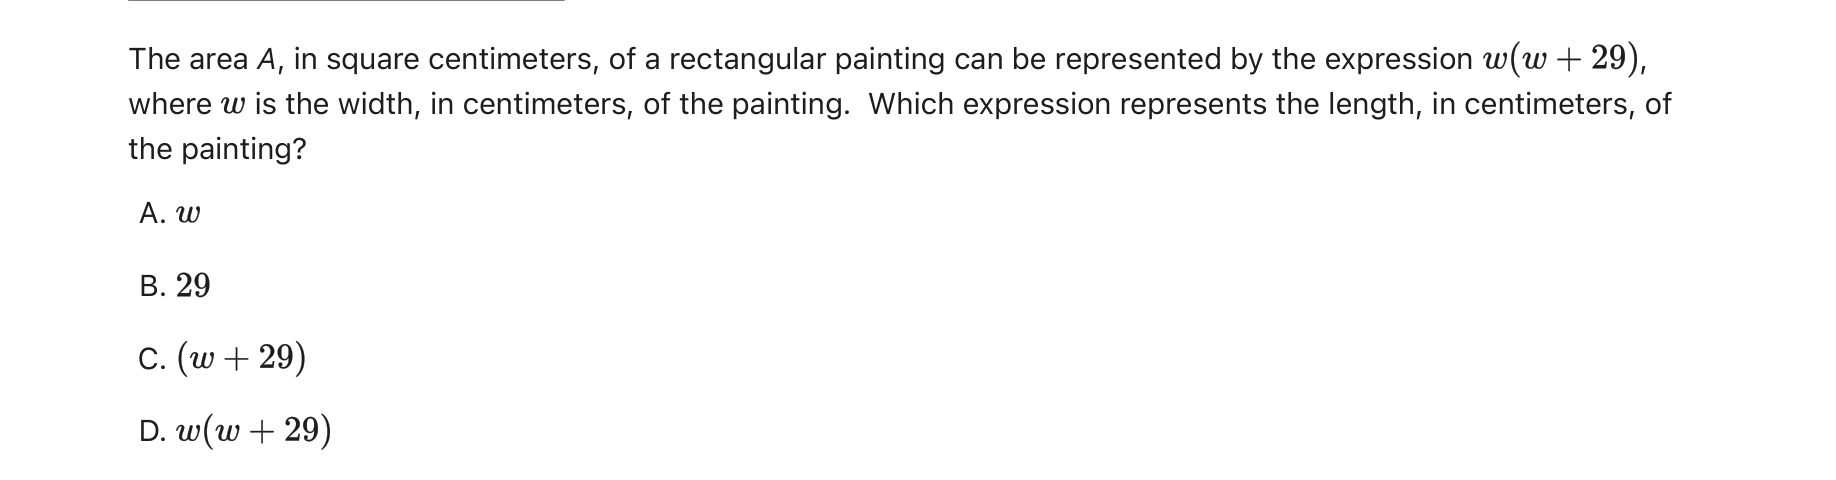 The area A, in square centimeters, of a rectangular painting can be represented by the expression w(w + 29),
where w is the width, in centimeters, of the painting.  Which expression represents the length, in centimeters, of
the painting?
A. w
B. 29
C. (w + 29)
D. w(w + 29)